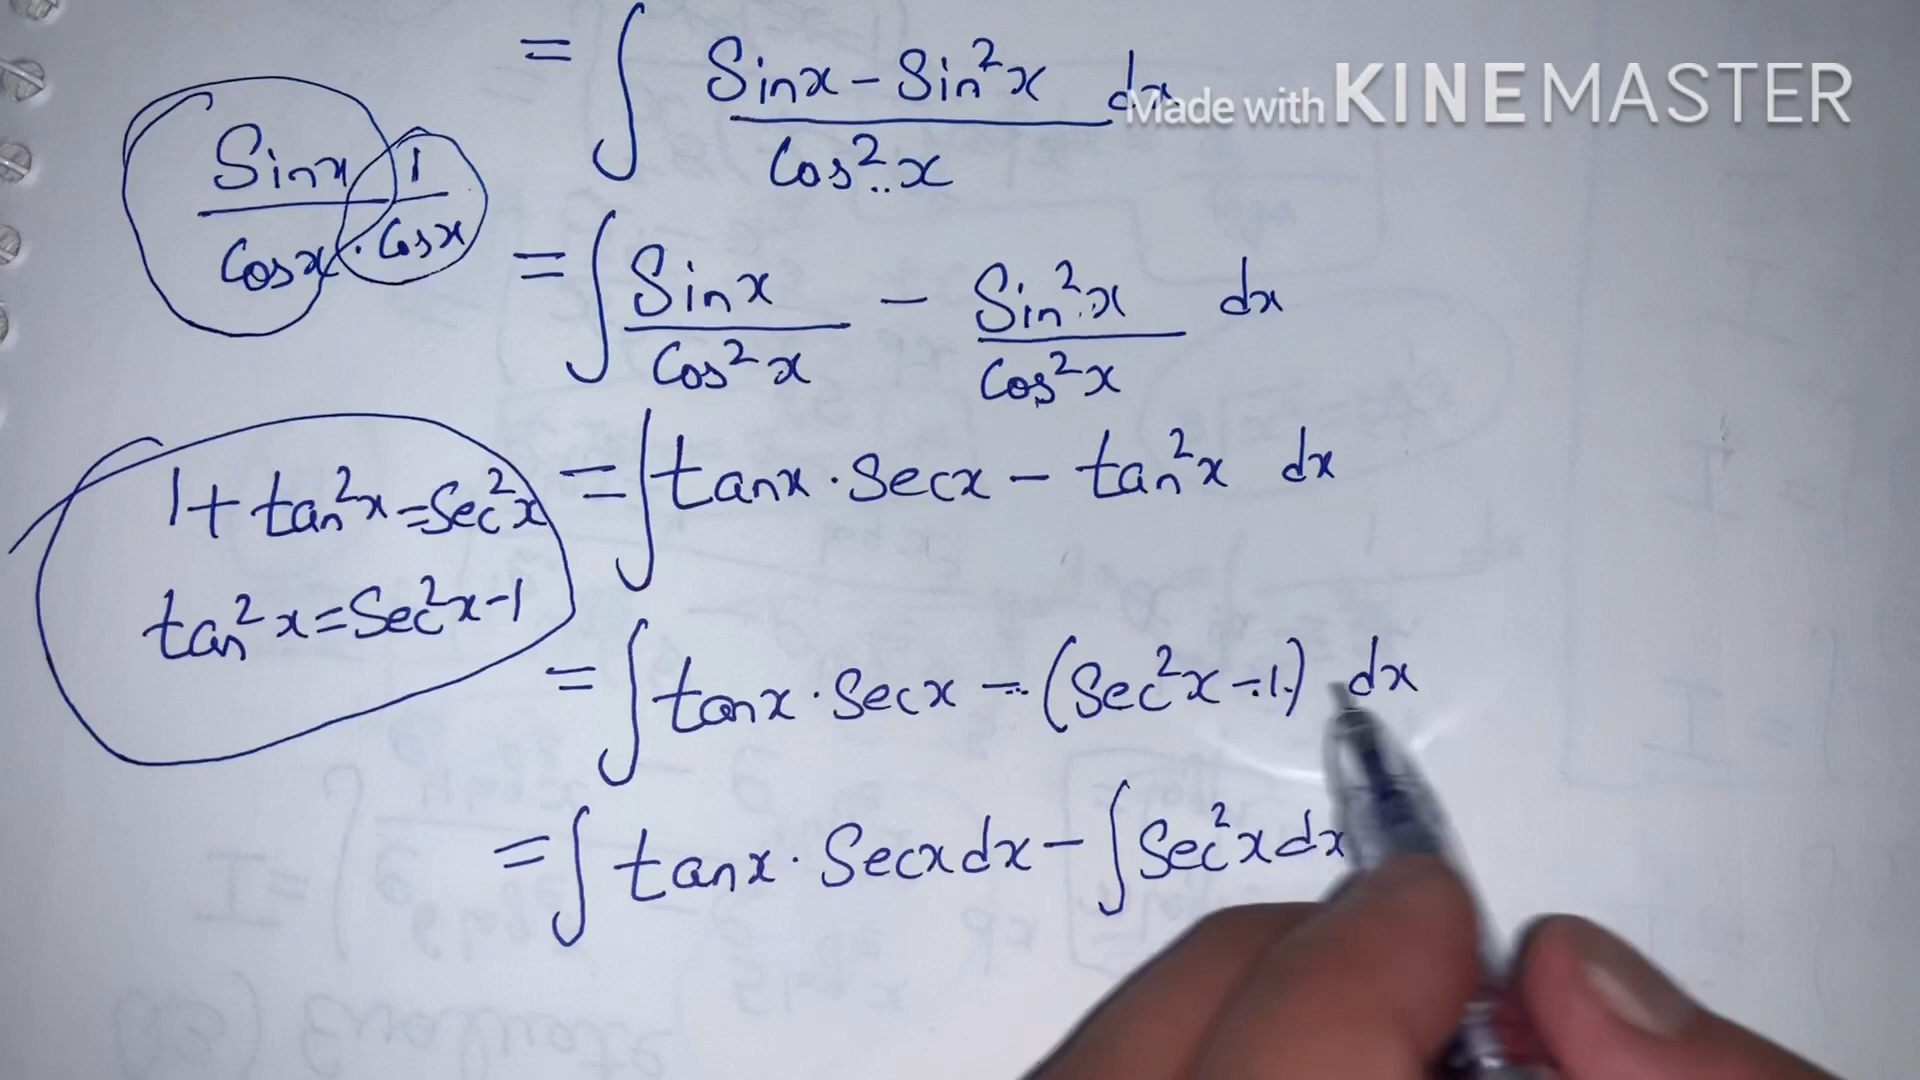 = ∫ Sinx - Sin²x / Cos²x dx
Made with KINEMASTER
Sinx / Cosx · 1 / Cosx
= ∫ Sinx / Cos²x - Sin²x / Cos²x dx
= ∫ tanx · Secx - tan²x dx
1 + tan²x = Sec²x
tan²x = Sec²x - 1
= ∫ tanx · Secx - (Sec²x - 1) dx
= ∫ tanx · Secx dx - ∫ Sec²x dx
Evaluate